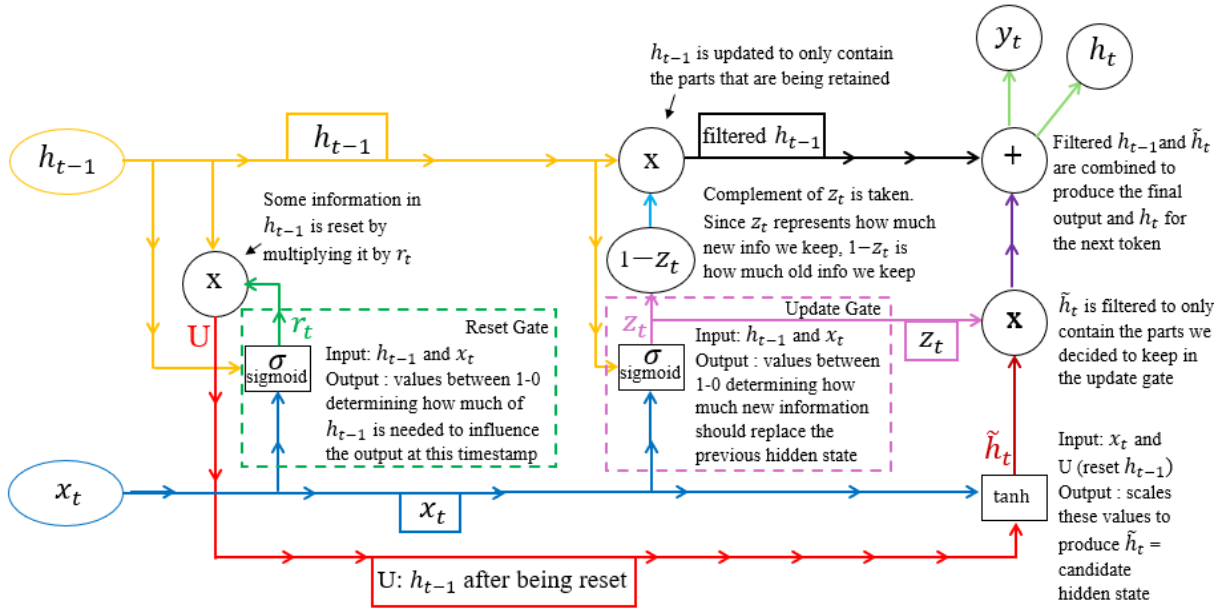 y_t
h_t
h_{t−1} is updated to only contain
the parts that are being retained
h_{t−1}
h_{t−1}
x
filtered h_{t−1}
+
Filtered h_{t−1} and h̃_t
are combined to
produce the final
output and h_t for
the next token
Some information in
h_{t−1} is reset by
multiplying it by r_t
Complement of z_t is taken.
Since z_t represents how much
new info we keep, 1−z_t is
how much old info we keep
x
1−z_t
U
r_t
Reset Gate
σ
sigmoid
Input: h_{t−1} and x_t
Output : values between 1-0
determining how much of
h_{t−1} is needed to influence
the output at this timestamp
z_t
Update Gate
z_t
σ
sigmoid
Input: h_{t−1} and x_t
Output : values between
1-0 determining how
much new information
should replace the
previous hidden state
x
h̃_t is filtered to only
contain the parts we
decided to keep in
the update gate
h̃_t
x_t
x_t
tanh
Input: x_t and
U (reset h_{t−1})
Output : scales
these values to
produce h̃_t =
candidate
hidden state
U: h_{t−1} after being reset